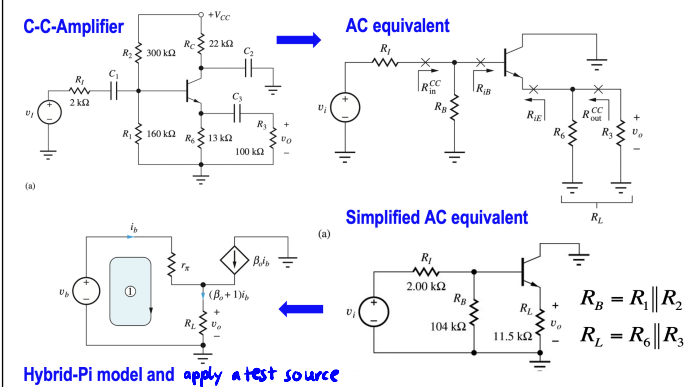 C-C-Amplifier
+V_CC
R_2 300 kΩ
R_C 22 kΩ
C_2
R_I
2 kΩ
C_1
C_3
v_I
+
−
R_1 160 kΩ
R_6 13 kΩ
R_3
100 kΩ
+
v_O
−
(a)
AC equivalent
R_I
R_in^CC
R_iB
v_i
+
−
R_B
R_iE
R_6
R_out^CC
R_3
+
v_o
−
R_L
(a)
i_b
r_π
β_o i_b
v_b
+
−
①
(β_o + 1)i_b
R_L
+
v_o
−
Hybrid-Pi model and apply a test source
Simplified AC equivalent
R_I
2.00 kΩ
v_i
+
−
R_B
104 kΩ
R_L
11.5 kΩ
+
v_o
−
R_B = R_1||R_2
R_L = R_6||R_3